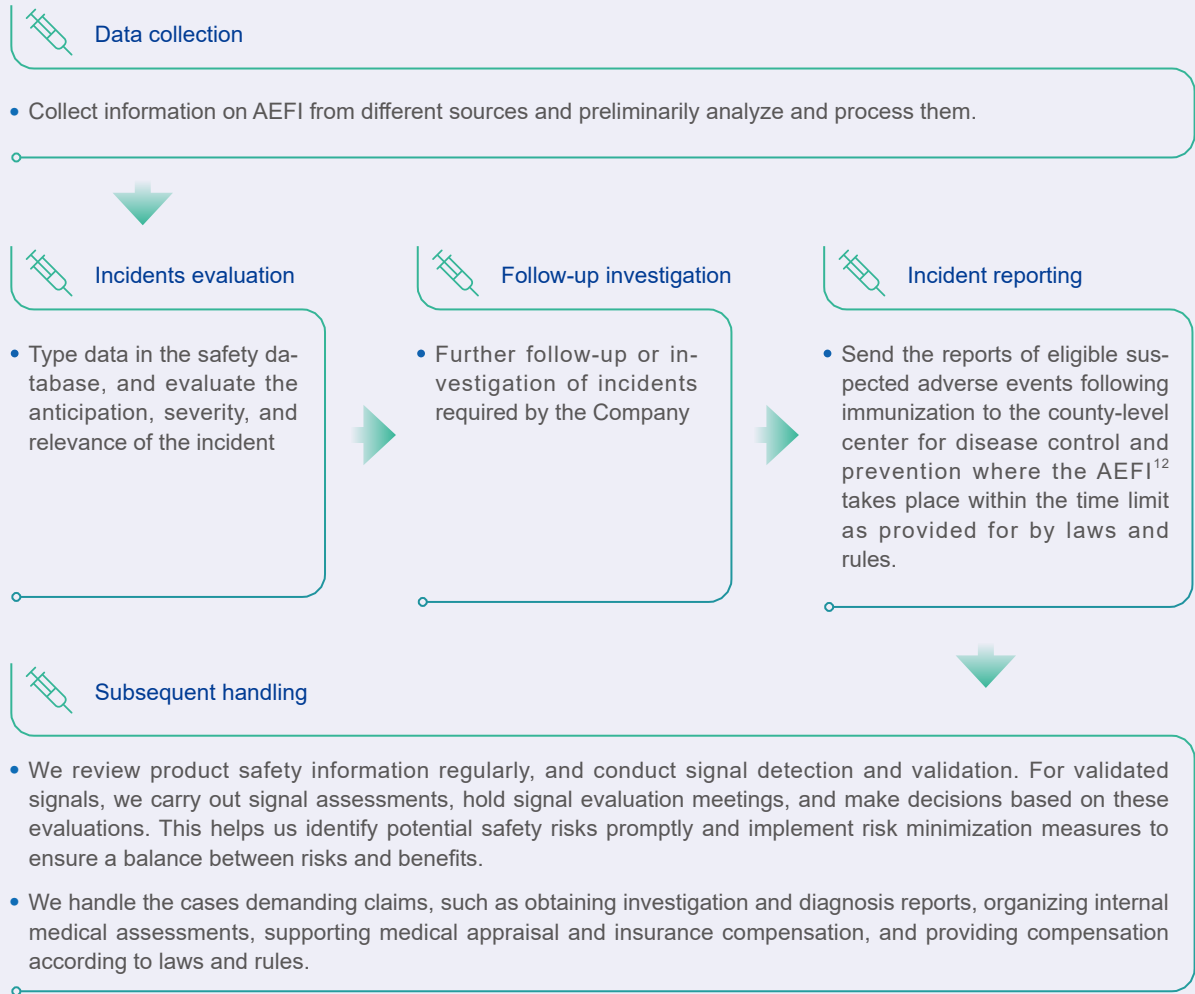 Data collection
• Collect information on AEFI from different sources and preliminarily analyze and process them.
Incidents evaluation
• Type data in the safety da-
tabase, and evaluate the
anticipation, severity, and
relevance of the incident
Follow-up investigation
• Further follow-up or in-
vestigation of incidents
required by the Company
Incident reporting
• Send the reports of eligible sus-
pected adverse events following
immunization to the county-level
center for disease control and
prevention where the AEFI12
takes place within the time limit
as provided for by laws and
rules.
Subsequent handling
• We review product safety information regularly, and conduct signal detection and validation. For validated
signals, we carry out signal assessments, hold signal evaluation meetings, and make decisions based on these
evaluations. This helps us identify potential safety risks promptly and implement risk minimization measures to
ensure a balance between risks and benefits.
• We handle the cases demanding claims, such as obtaining investigation and diagnosis reports, organizing internal
medical assessments, supporting medical appraisal and insurance compensation, and providing compensation
according to laws and rules.